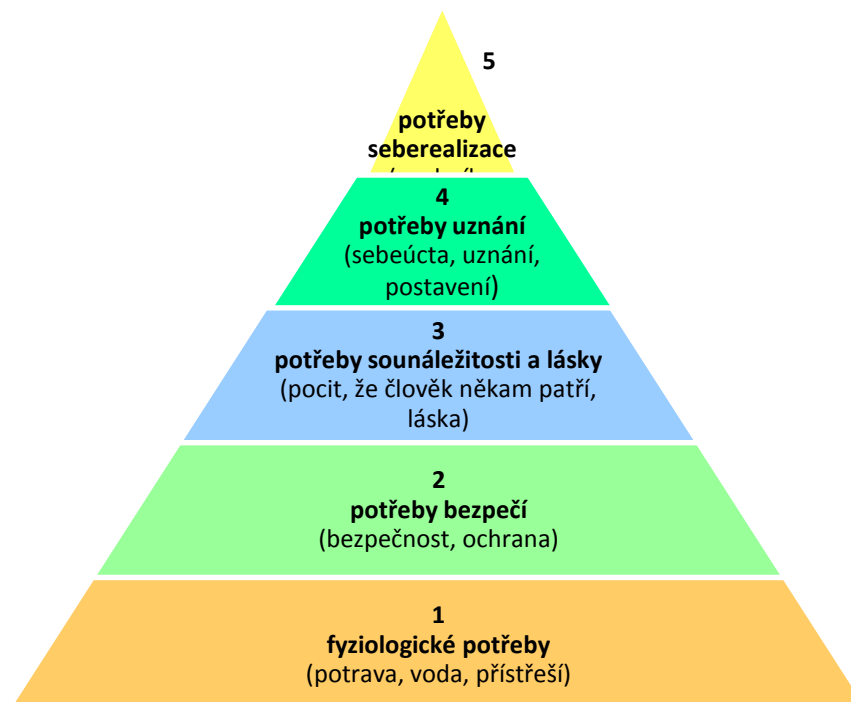 5
potřeby
seberealizace
4
potřeby uznání
(sebeúcta, uznání,
postavení)
3
potřeby sounáležitosti a lásky
(pocit, že člověk někam patří,
láska)
2
potřeby bezpečí
(bezpečnost, ochrana)
1
fyziologické potřeby
(potrava, voda, přístřeší)